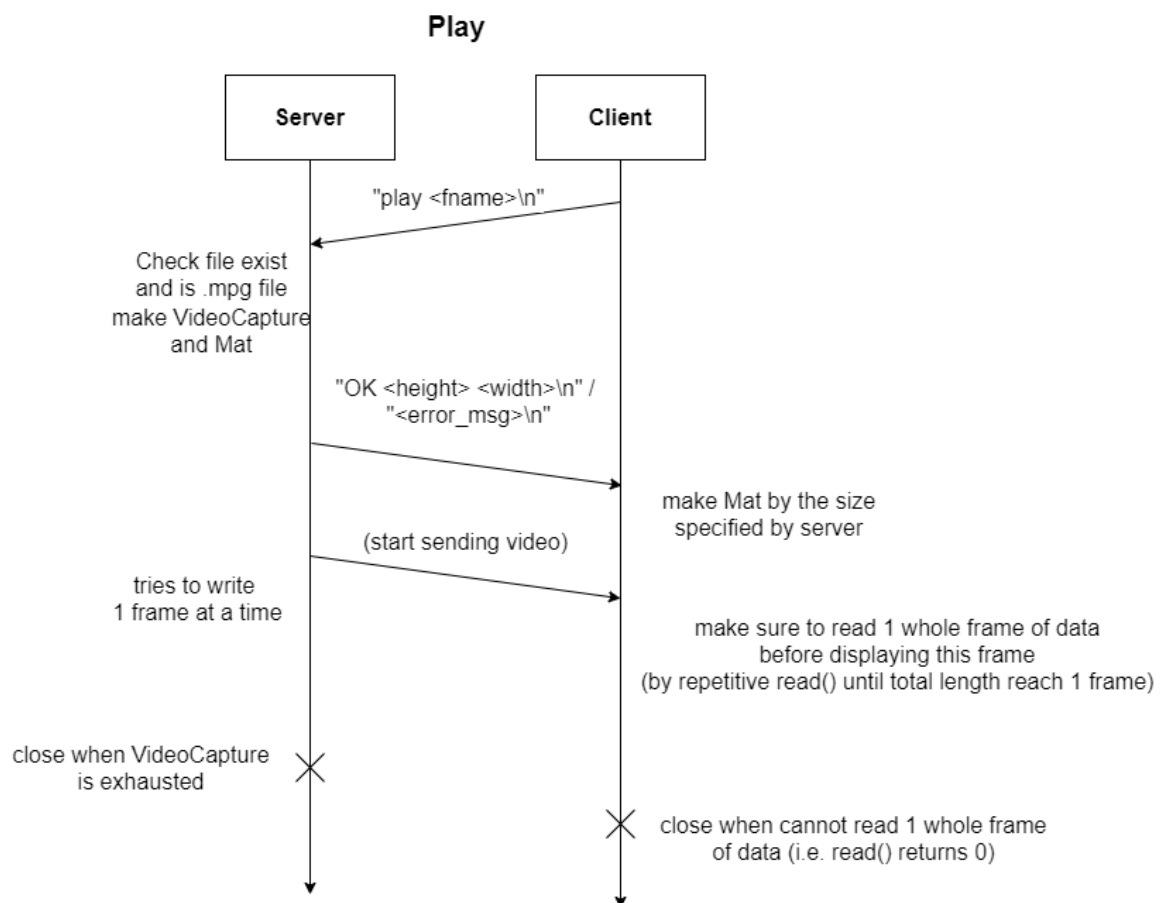 Play
Server
Client
"play <fname>\n"
Check file exist
and is .mpg file
make VideoCapture
and Mat
"OK <height> <width>\n" /
"<error_msg>\n"
make Mat by the size
specified by server
(start sending video)
tries to write
1 frame at a time
make sure to read 1 whole frame of data
before displaying this frame
(by repetitive read() until total length reach 1 frame)
close when VideoCapture
is exhausted
close when cannot read 1 whole frame
of data (i.e. read() returns 0)